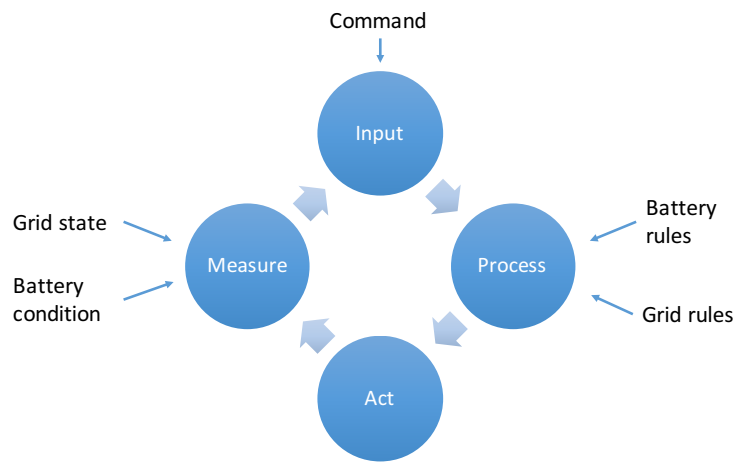 Command
Input
Grid state
Battery
condition
Measure
Process
Battery
rules
Grid rules
Act